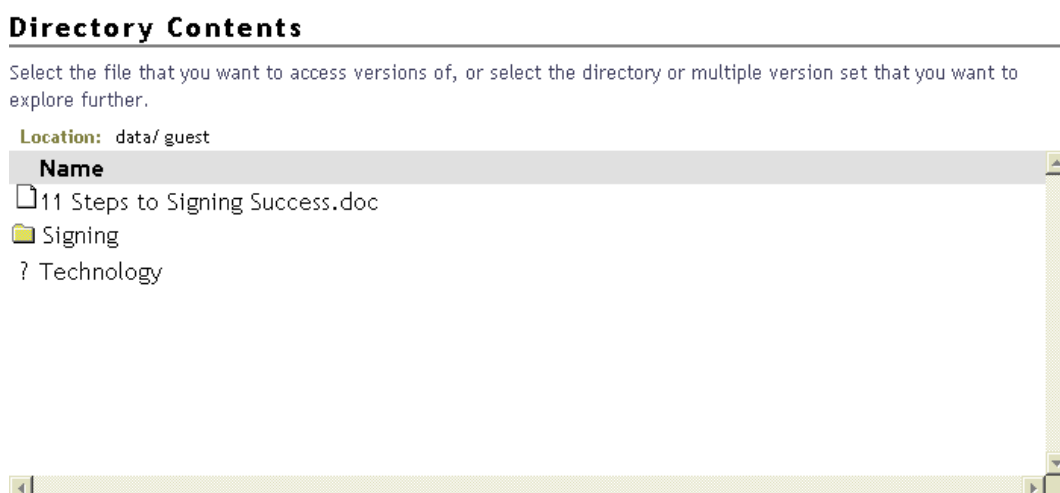 Directory Contents
Select the file that you want to access versions of, or select the directory or multiple version set that you want to
explore further.
Location: data/ guest
Name
11 Steps to Signing Success.doc
Signing
? Technology